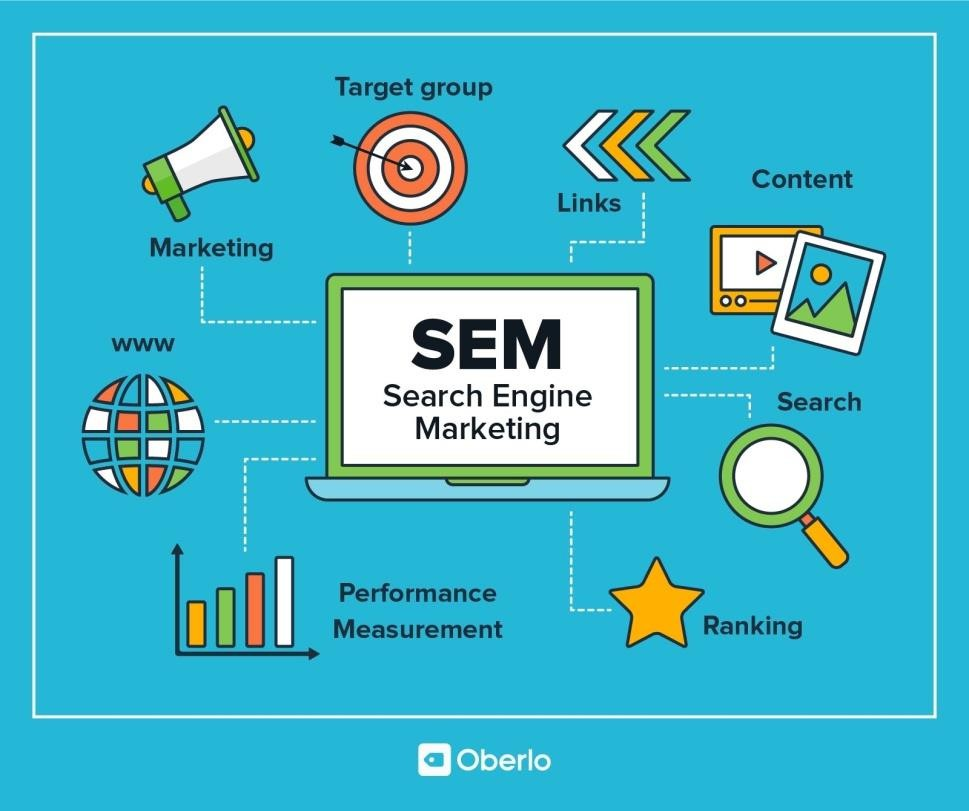 Target group
Links
Content
Marketing
www
SEM
Search Engine
Marketing
Search
Performance
Measurement
Ranking
Oberlo